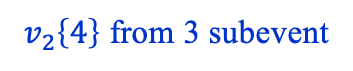 v₂{4} from 3 subevent